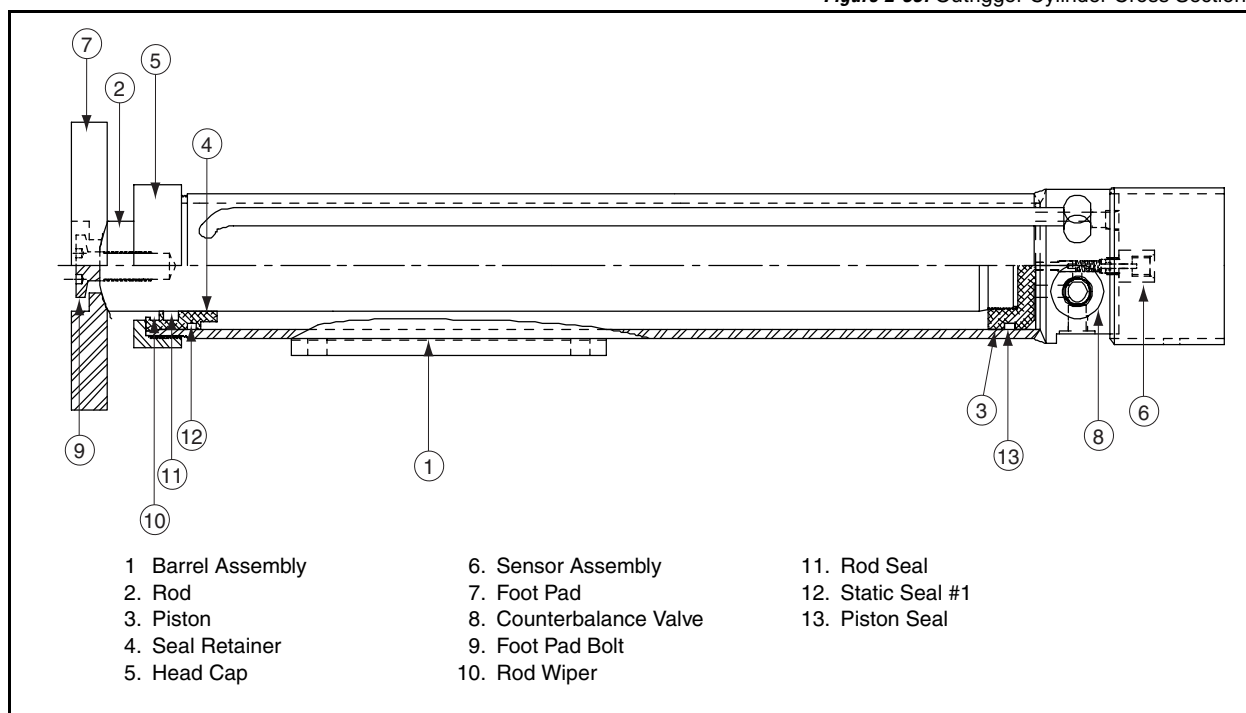 Figure 2-35. Outrigger Cylinder Cross Section
7
5
2
4
12
11
9
10
1
3
13
8
6
1 Barrel Assembly
2. Rod
3. Piston
4. Seal Retainer
5. Head Cap
6. Sensor Assembly
7. Foot Pad
8. Counterbalance Valve
9. Foot Pad Bolt
10. Rod Wiper
11. Rod Seal
12. Static Seal #1
13. Piston Seal